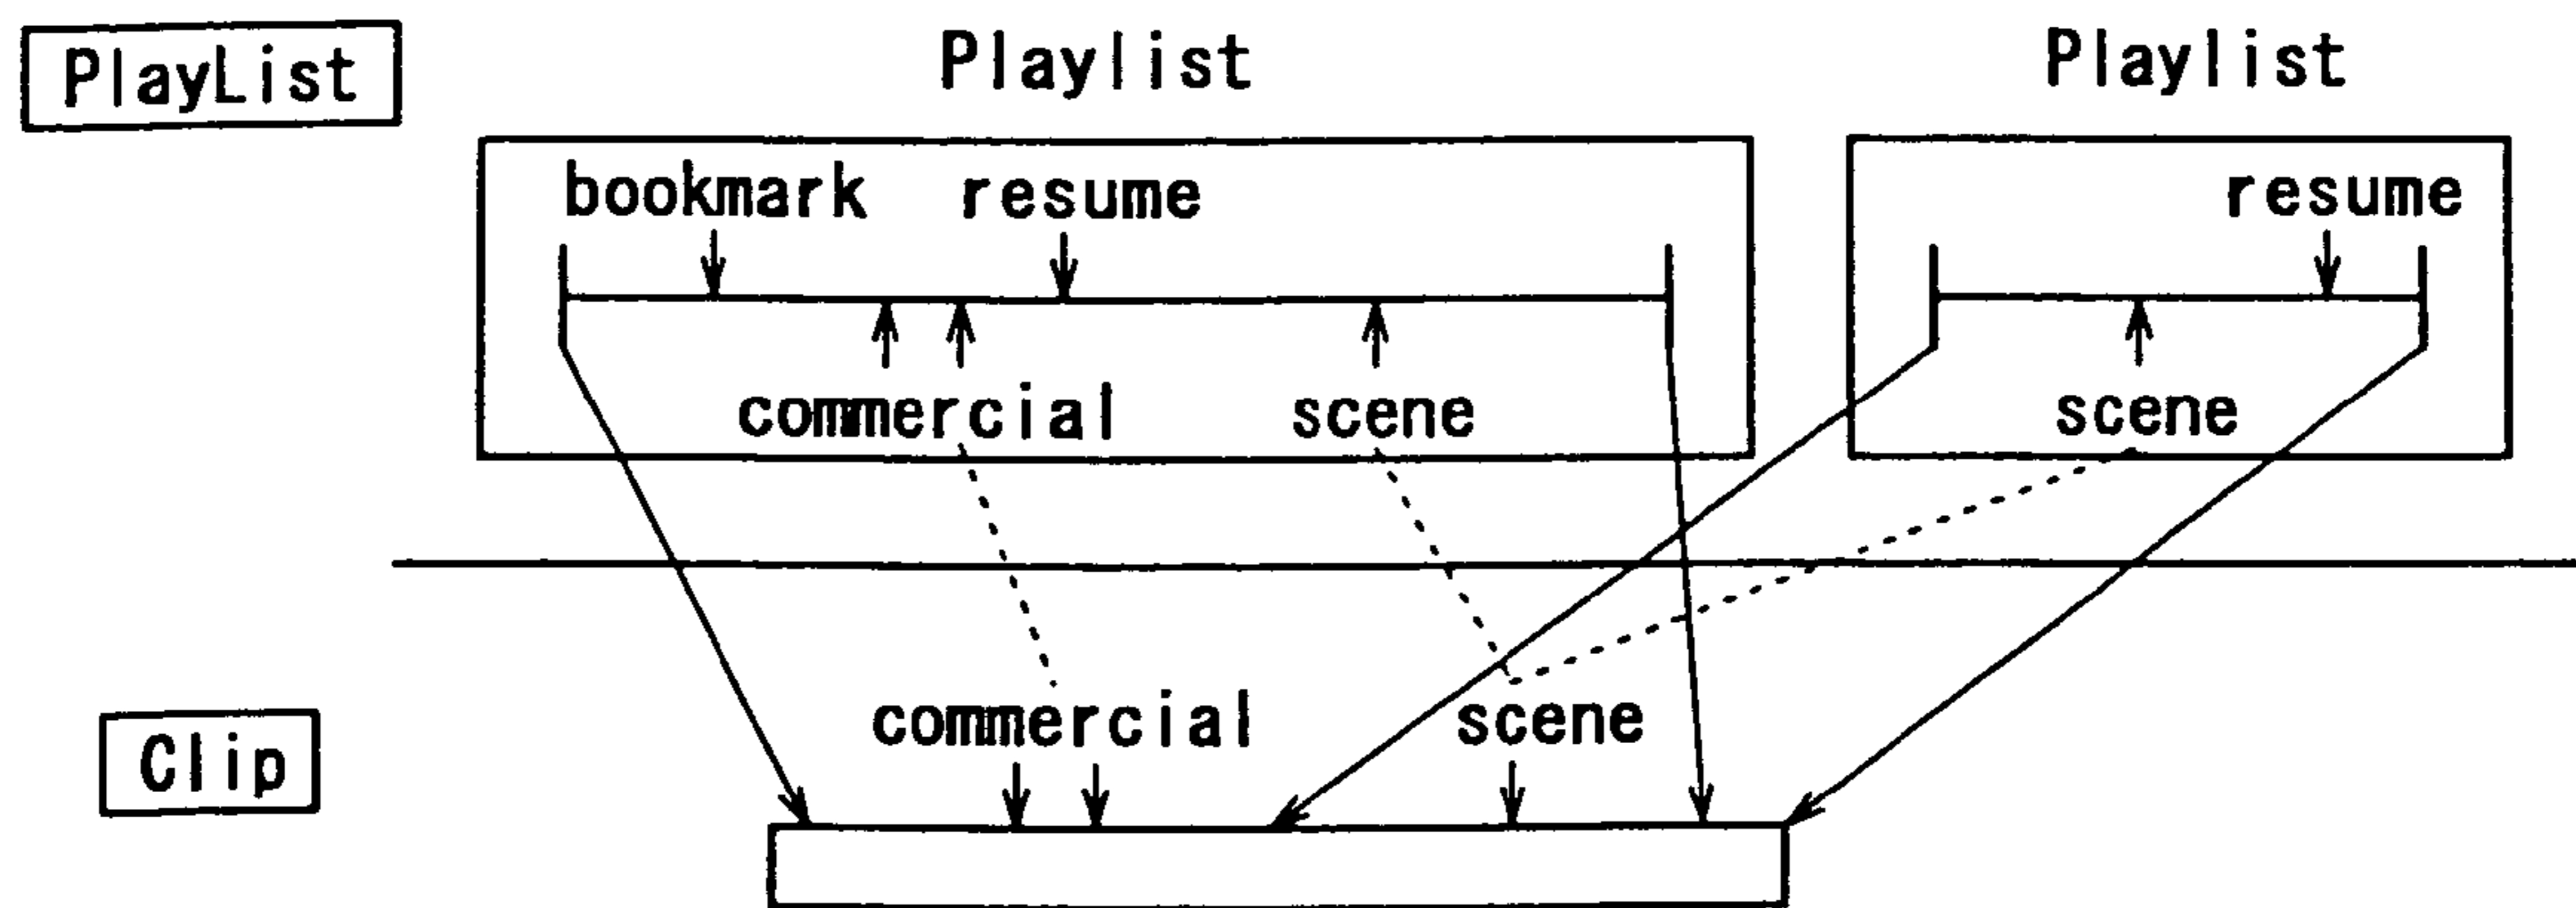 PlayList
Playlist Playlist
bookmark resume resume
commercial scene scene
commercial scene
Clip